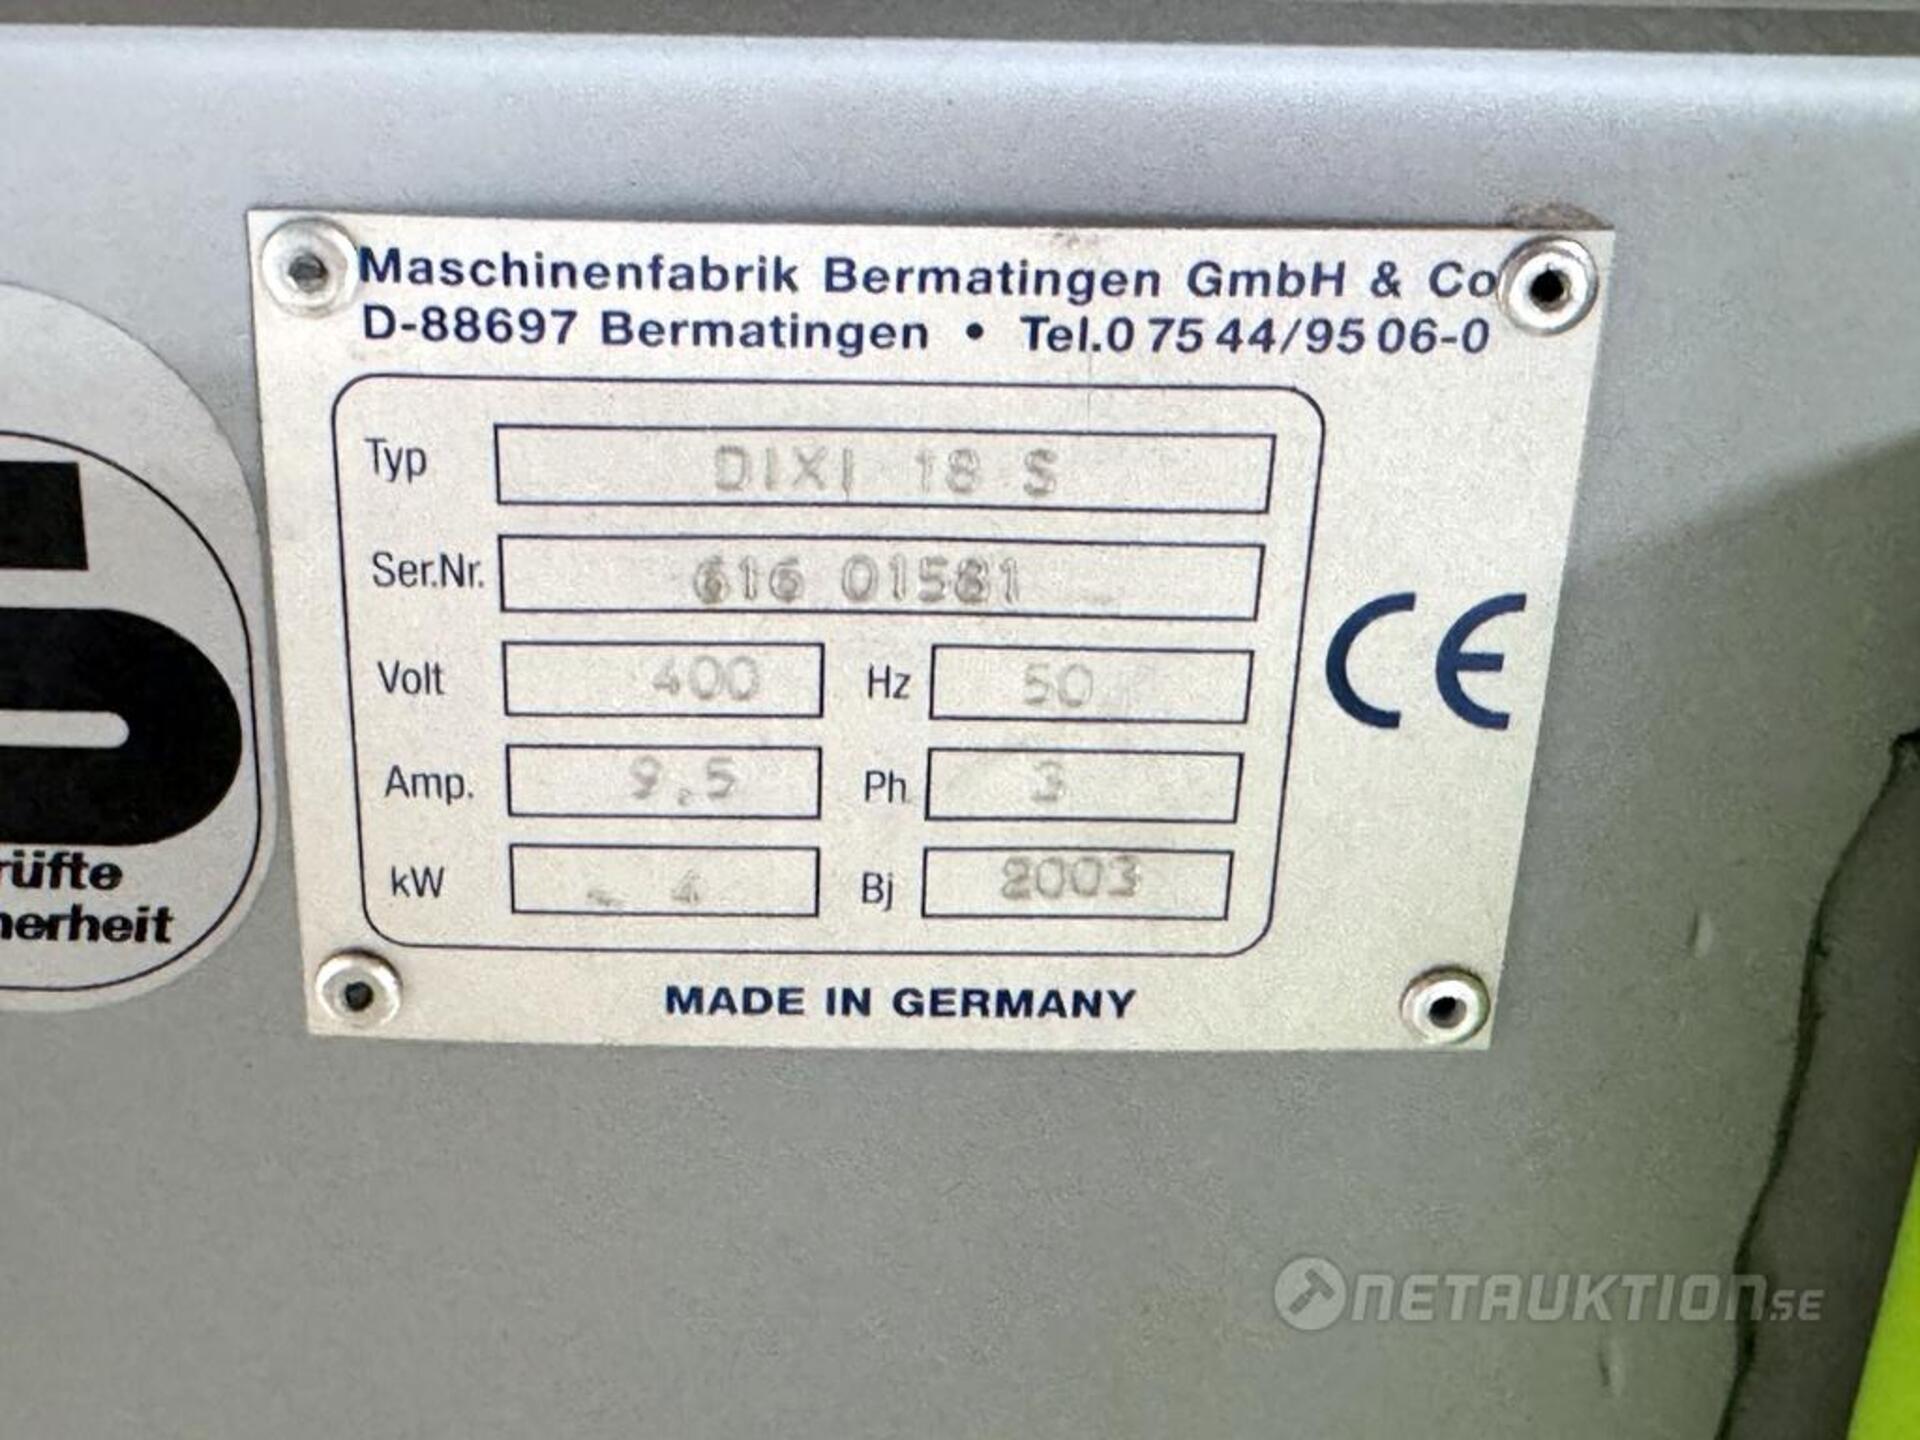 Maschinenfabrik Bermatingen GmbH & Co
D-88697 Bermatingen • Tel.0 75 44/95 06-0
Typ DIXI 18 S
Ser.Nr. 616 01581
Volt 400 Hz 50
Amp. 9,5 Ph 3
kW 4 Bj 2003
CE
MADE IN GERMANY
rüfte
herheit
NETAUKTION.SE